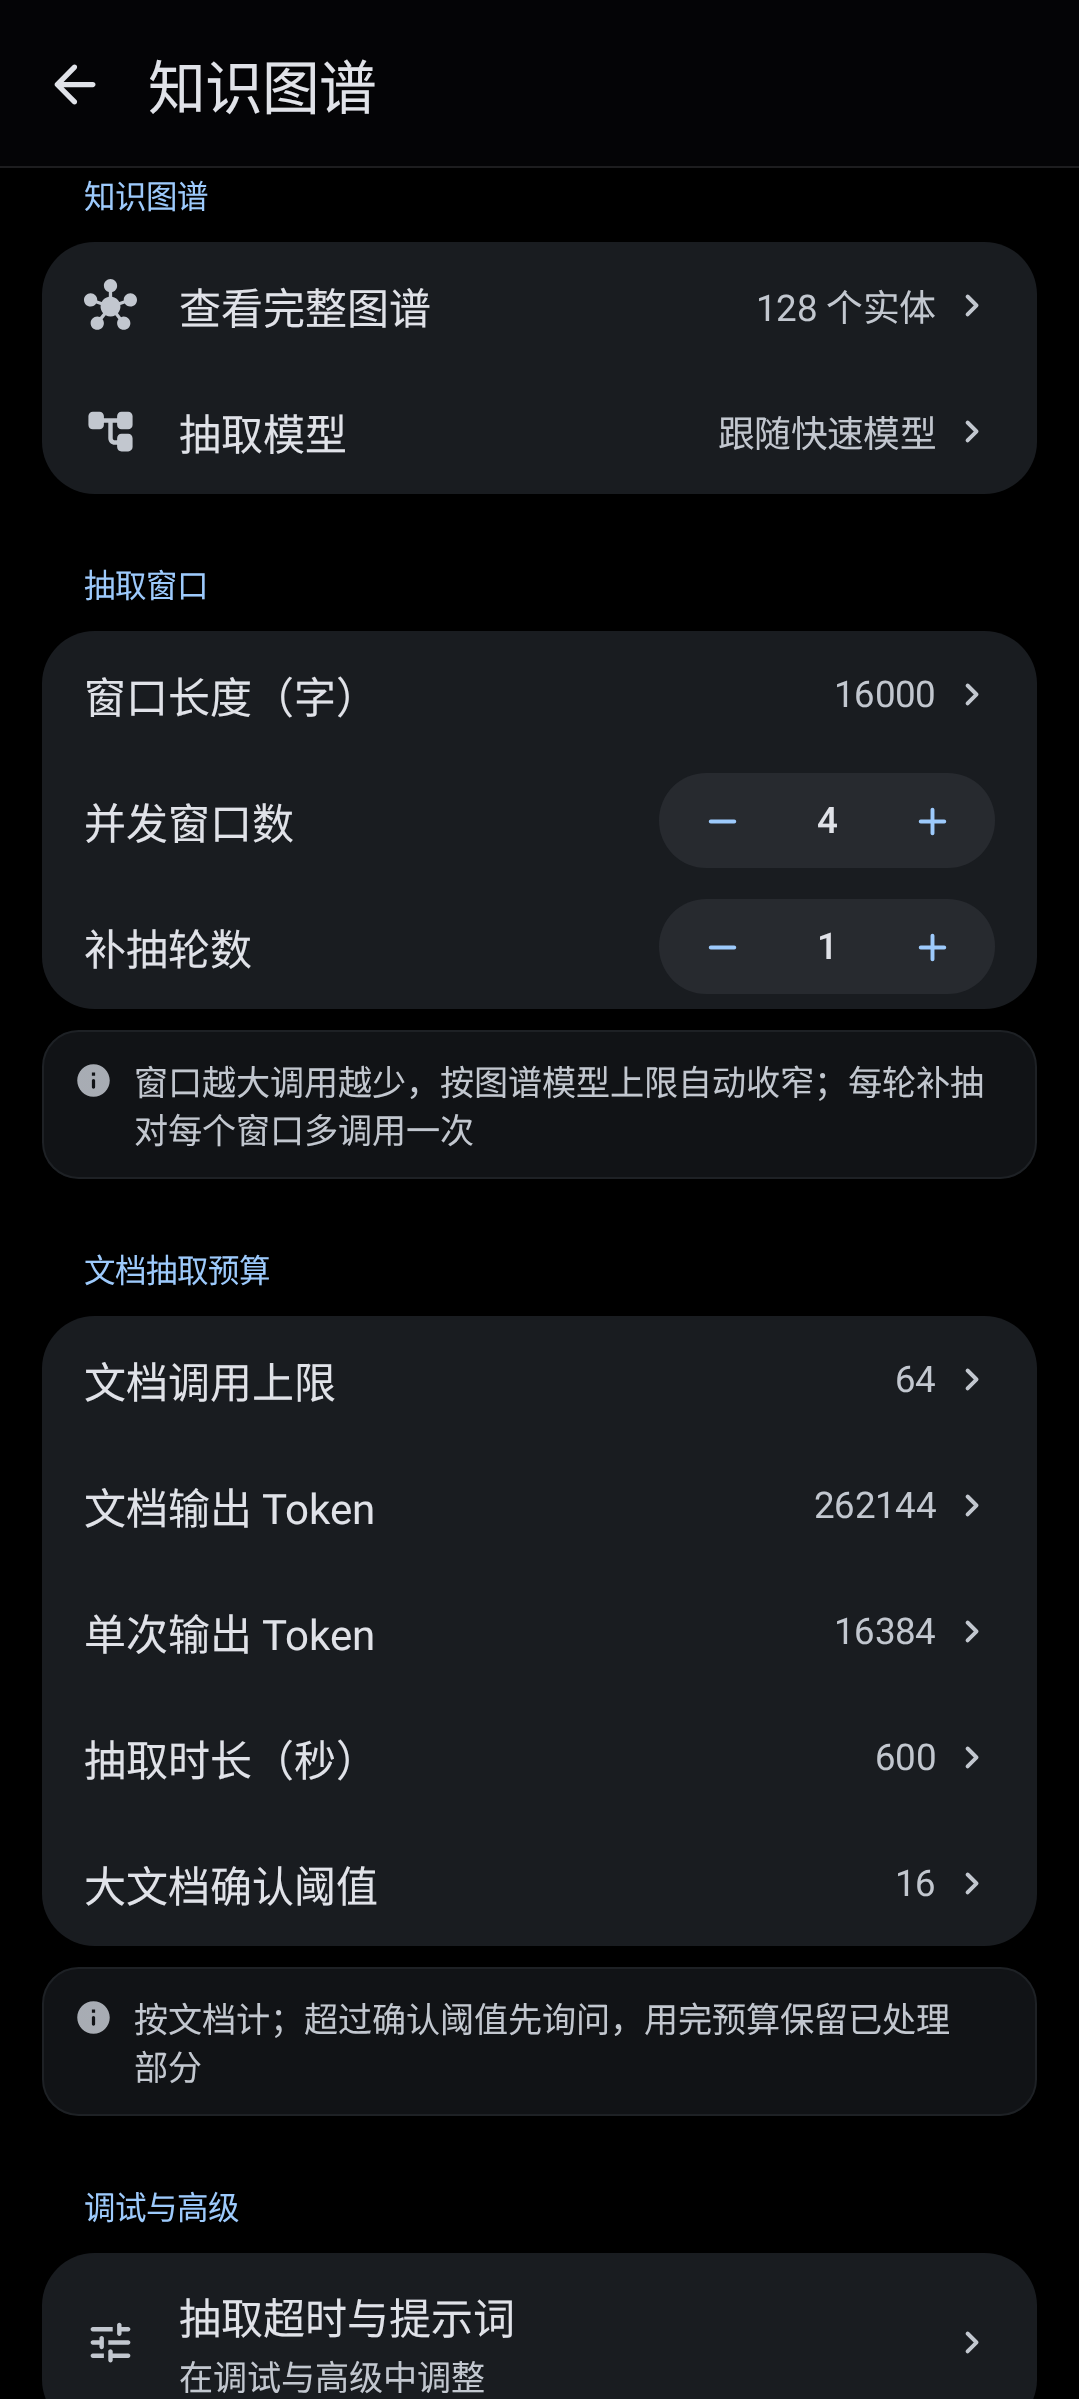 知识图谱
知识图谱
查看完整图谱 128 个实体
抽取模型 跟随快速模型
抽取窗口
窗口长度（字） 16000
并发窗口数 4
补抽轮数 1
窗口越大调用越少，按图谱模型上限自动收窄；每轮补抽
对每个窗口多调用一次
文档抽取预算
文档调用上限 64
文档输出 Token 262144
单次输出 Token 16384
抽取时长（秒） 600
大文档确认阈值 16
按文档计；超过确认阈值先询问，用完预算保留已处理
部分
调试与高级
抽取超时与提示词
在调试与高级中调整